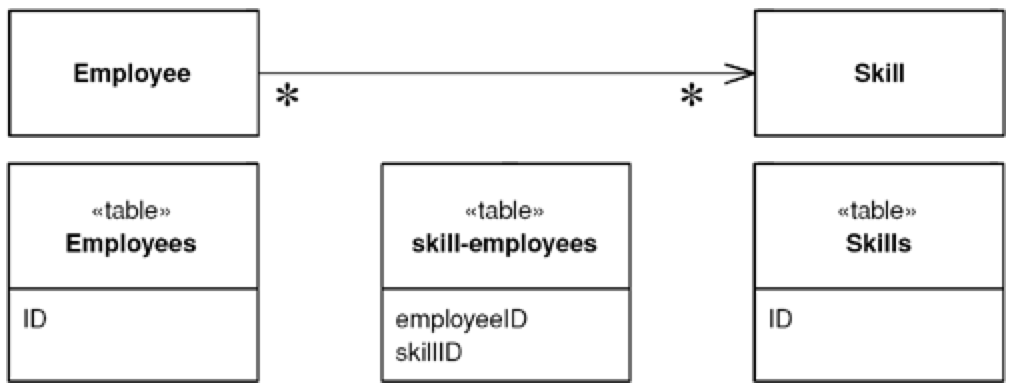 Employee
*
*
Skill
«table»
Employees
ID
«table»
skill-employees
employeeID
skillID
«table»
Skills
ID